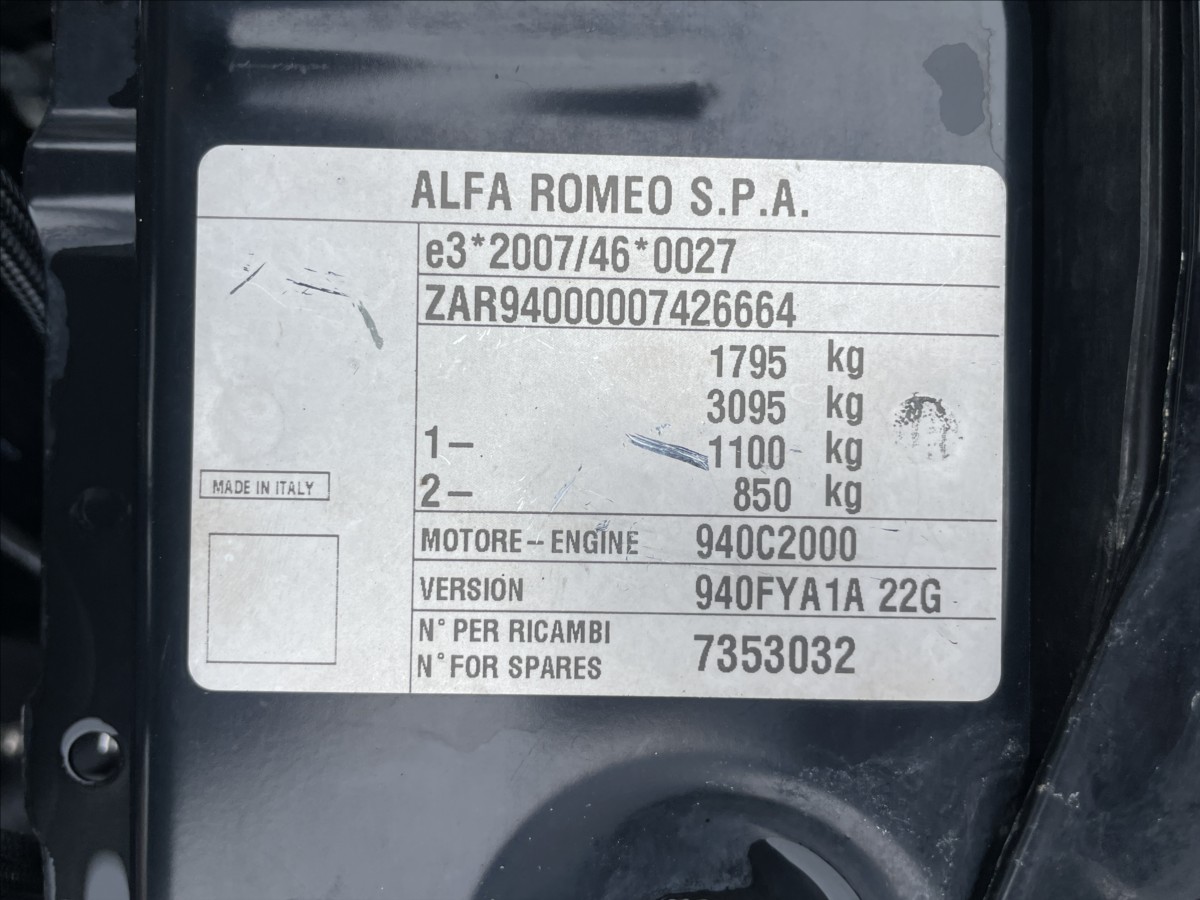 ALFA ROMEO S.P.A.
e3*2007/46*0027
ZAR94000007426664
1795 kg
3095 kg
1– 1100 kg
2– 850 kg
MADE IN ITALY
MOTORE – ENGINE 940C2000
VERSION 940FYA1A 22G
N° PER RICAMBI
N° FOR SPARES 7353032